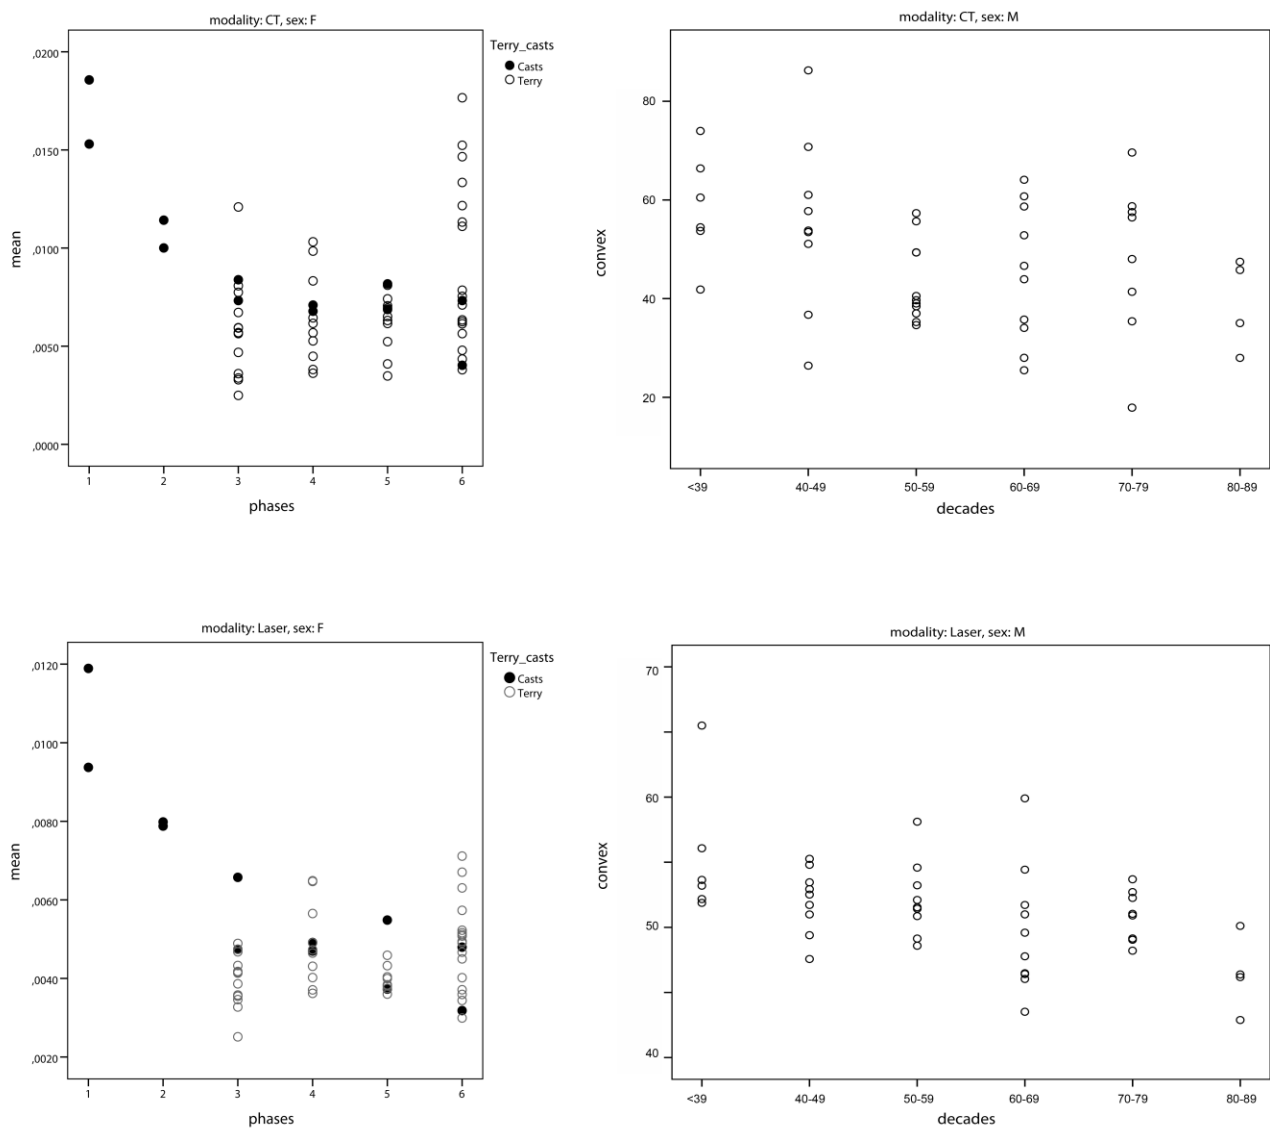 modality: CT, sex: F
,0200
,0150
,0100
,0050
,0000
mean
1 2 3 4 5 6
phases
Terry_casts
Casts
Terry
modality: CT, sex: M
80
60
40
20
convex
<39 40-49 50-59 60-69 70-79 80-89
decades
modality: Laser, sex: F
,0120
,0100
,0080
,0060
,0040
,0020
mean
1 2 3 4 5 6
phases
Terry_casts
Casts
Terry
modality: Laser, sex: M
70
60
50
40
convex
<39 40-49 50-59 60-69 70-79 80-89
decades